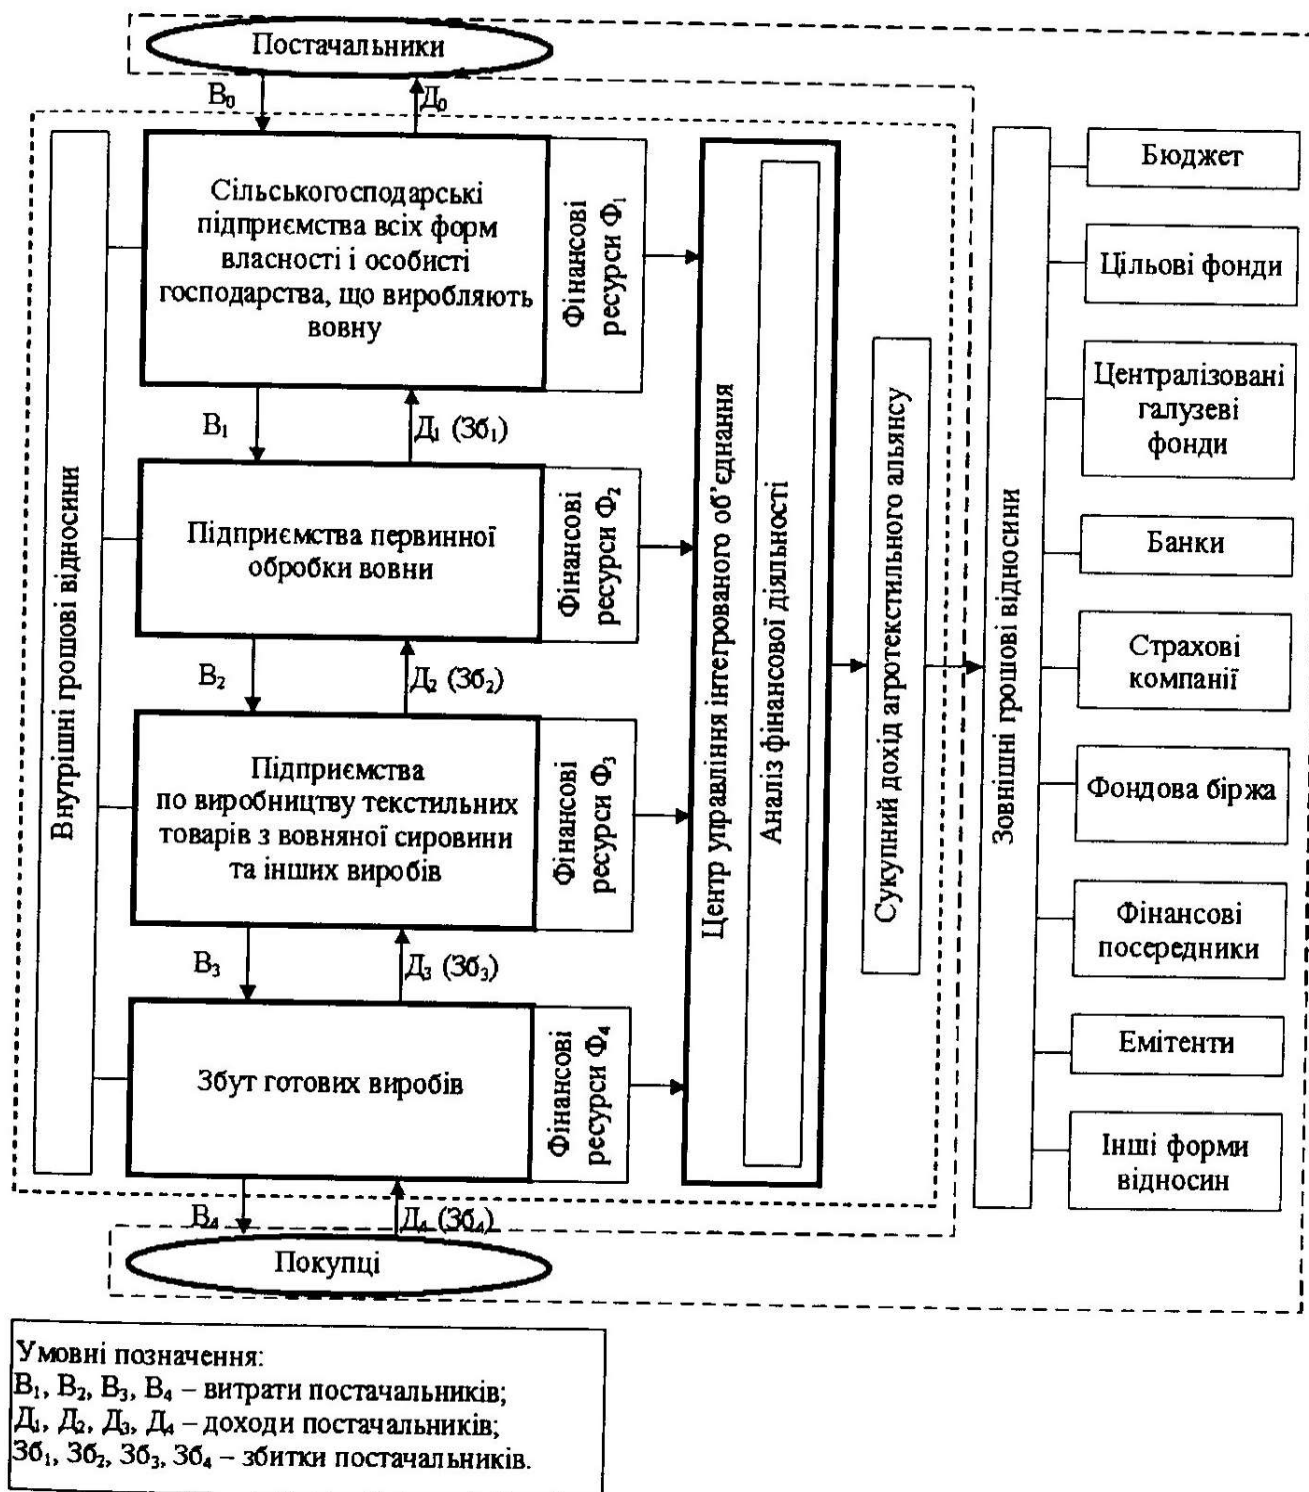 Постачальники
В₀
Д₀
Внутрішні грошові відносини
Сільськогосподарські
підприємства всіх форм
власності і особисті
господарства, що виробляють
вовну
Фінансові
ресурси Ф₁
В₁
Д₁ (Зб₁)
Підприємства первинної
обробки вовни
Фінансові
ресурси Ф₂
В₂
Д₂ (Зб₂)
Підприємства
по виробництву текстильних
товарів з вовняної сировини
та інших виробів
Фінансові
ресурси Ф₃
В₃
Д₃ (Зб₃)
Збут готових виробів
Фінансові
ресурси Ф₄
В₄
Д₄ (Зб₄)
Покупці
Центр управління інтегрованого об’єднання
Аналіз фінансової діяльності
Сукупний дохід агротекстильного альянсу
Зовнішні грошові відносини
Бюджет
Цільові фонди
Централізовані
галузеві
фонди
Банки
Страхові
компанії
Фондова біржа
Фінансові
посередники
Емітенти
Інші форми
відносин
Умовні позначення:
В₁, В₂, В₃, В₄ – витрати постачальників;
Д₁, Д₂, Д₃, Д₄ – доходи постачальників;
Зб₁, Зб₂, Зб₃, Зб₄ – збитки постачальників.